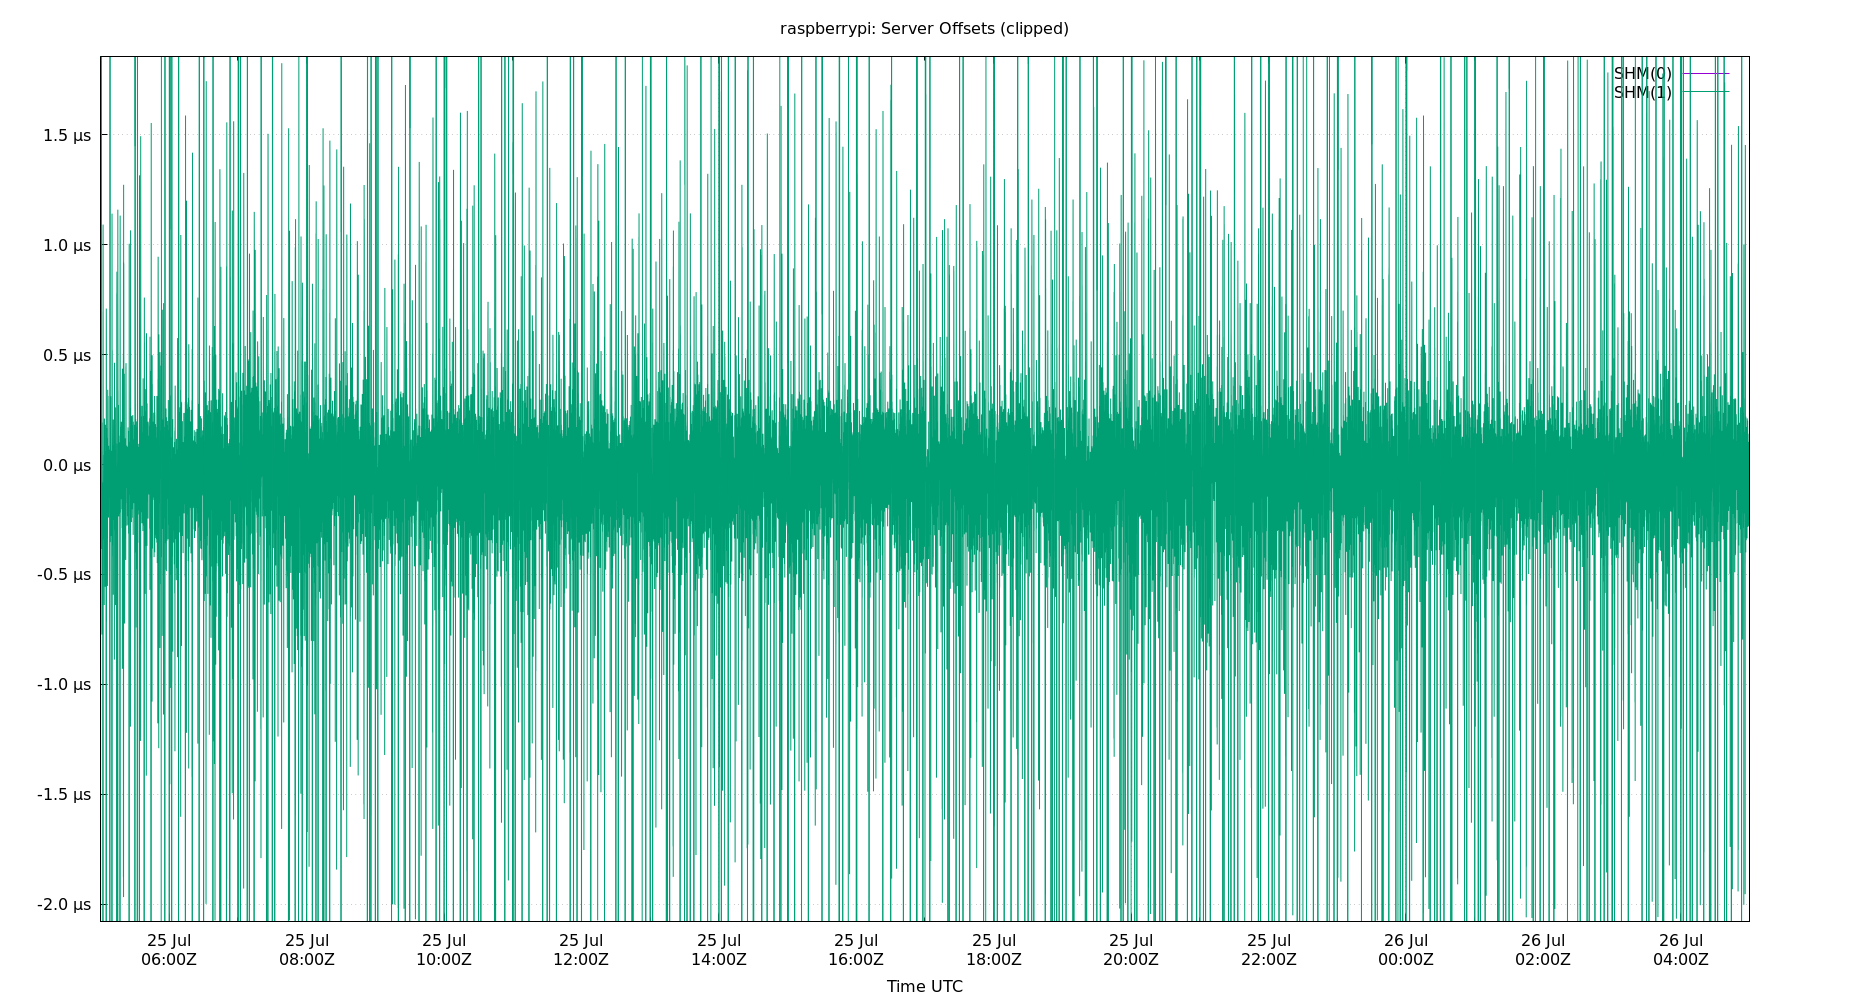 raspberrypi: Server Offsets (clipped)
SHM(0)
SHM(1)
1.5 µs
1.0 µs
0.5 µs
0.0 µs
-0.5 µs
-1.0 µs
-1.5 µs
-2.0 µs
25 Jul 25 Jul 25 Jul 25 Jul 25 Jul 25 Jul 25 Jul 25 Jul 25 Jul 26 Jul 26 Jul 26 Jul
06:00Z 08:00Z 10:00Z 12:00Z 14:00Z 16:00Z 18:00Z 20:00Z 22:00Z 00:00Z 02:00Z 04:00Z
Time UTC